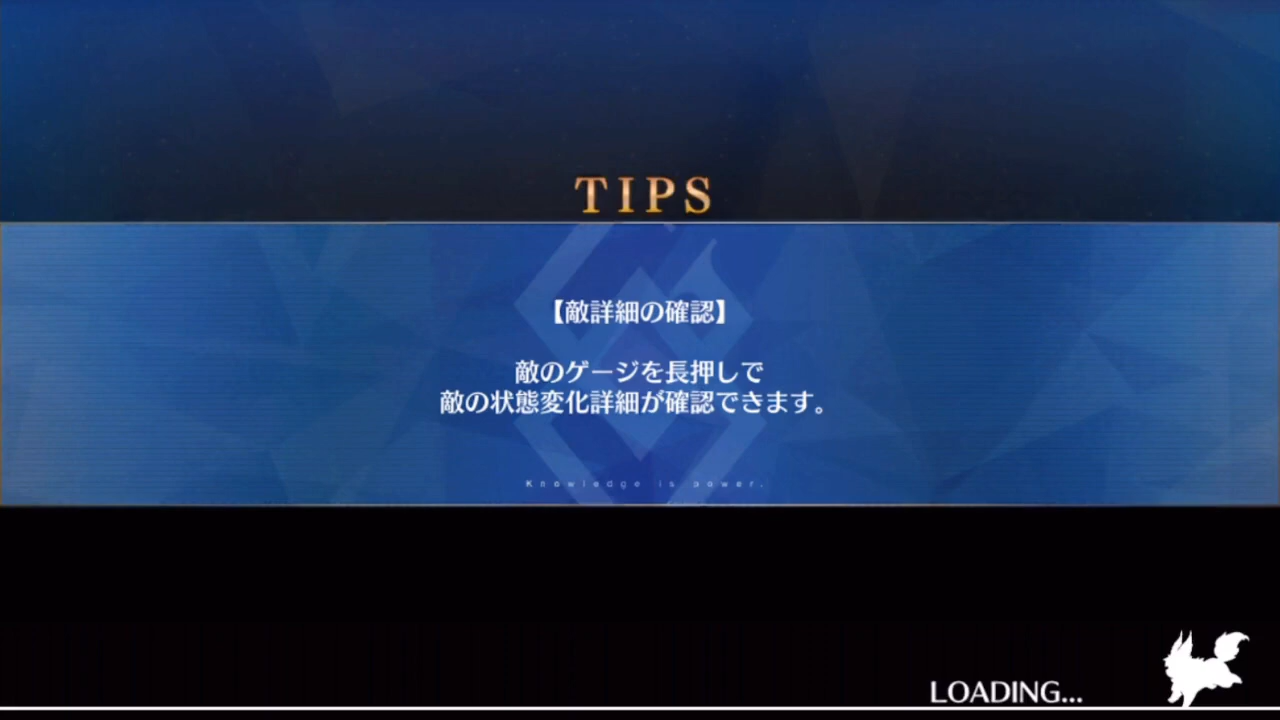 TIPS
【敵詳細の確認】
敵のゲージを長押しで
敵の状態変化詳細が確認できます。
Knowledge is power.
LOADING...